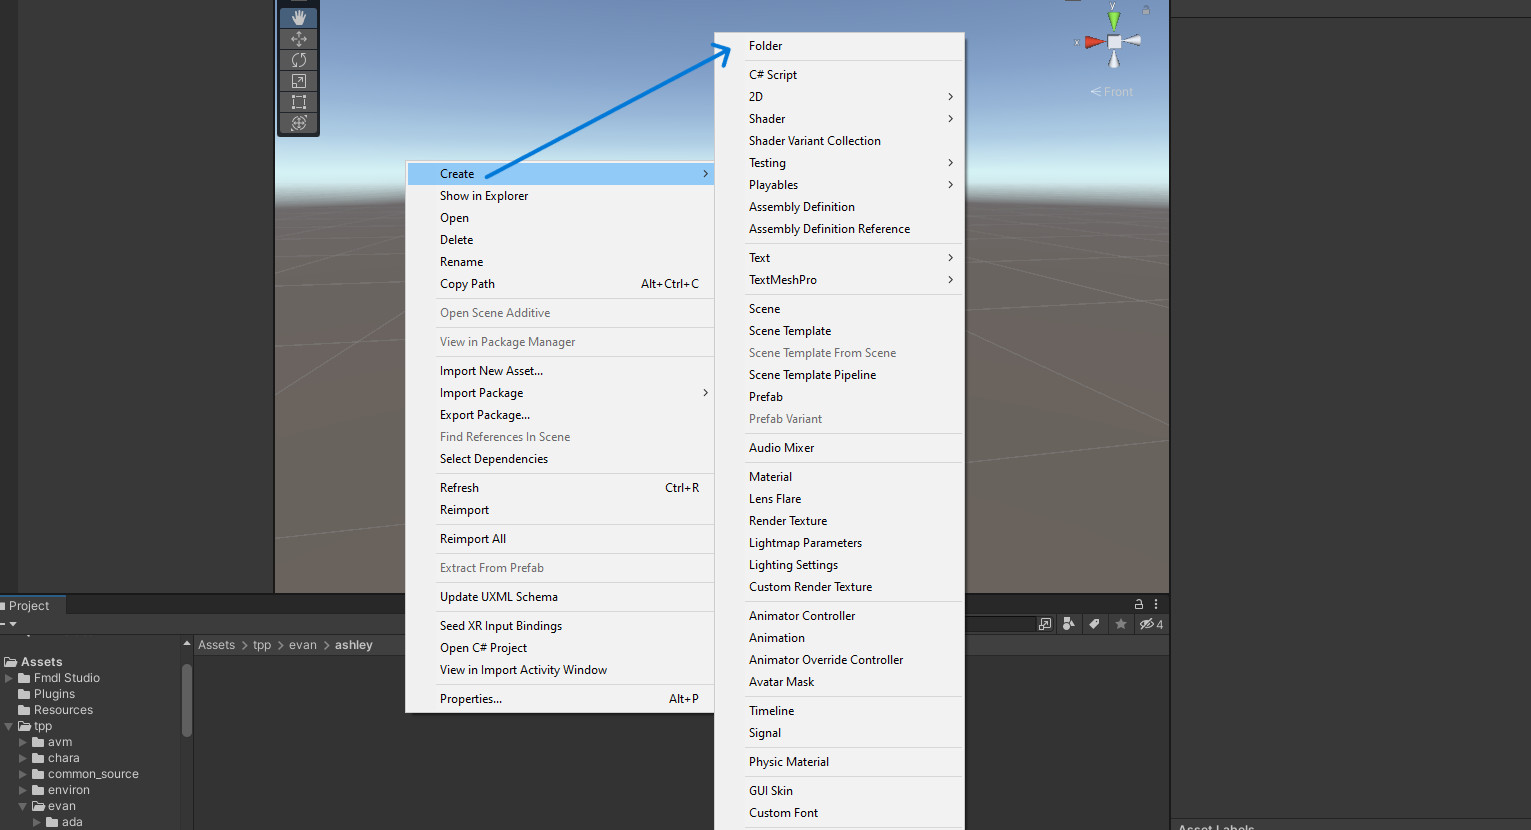 y
x
Front
Create
Show in Explorer
Open
Delete
Rename
Copy Path Alt+Ctrl+C
Open Scene Additive
View in Package Manager
Import New Asset...
Import Package
Export Package...
Find References In Scene
Select Dependencies
Refresh Ctrl+R
Reimport
Reimport All
Extract From Prefab
Update UXML Schema
Seed XR Input Bindings
Open C# Project
View in Import Activity Window
Properties... Alt+P
Folder
C# Script
2D
Shader
Shader Variant Collection
Testing
Playables
Assembly Definition
Assembly Definition Reference
Text
TextMeshPro
Scene
Scene Template
Scene Template From Scene
Scene Template Pipeline
Prefab
Prefab Variant
Audio Mixer
Material
Lens Flare
Render Texture
Lightmap Parameters
Lighting Settings
Custom Render Texture
Animator Controller
Animation
Animator Override Controller
Avatar Mask
Timeline
Signal
Physic Material
GUI Skin
Custom Font
Project
4
Assets > tpp > evan > ashley
Assets
Fmdl Studio
Plugins
Resources
tpp
avm
chara
common_source
environ
evan
ada
Asset Labels